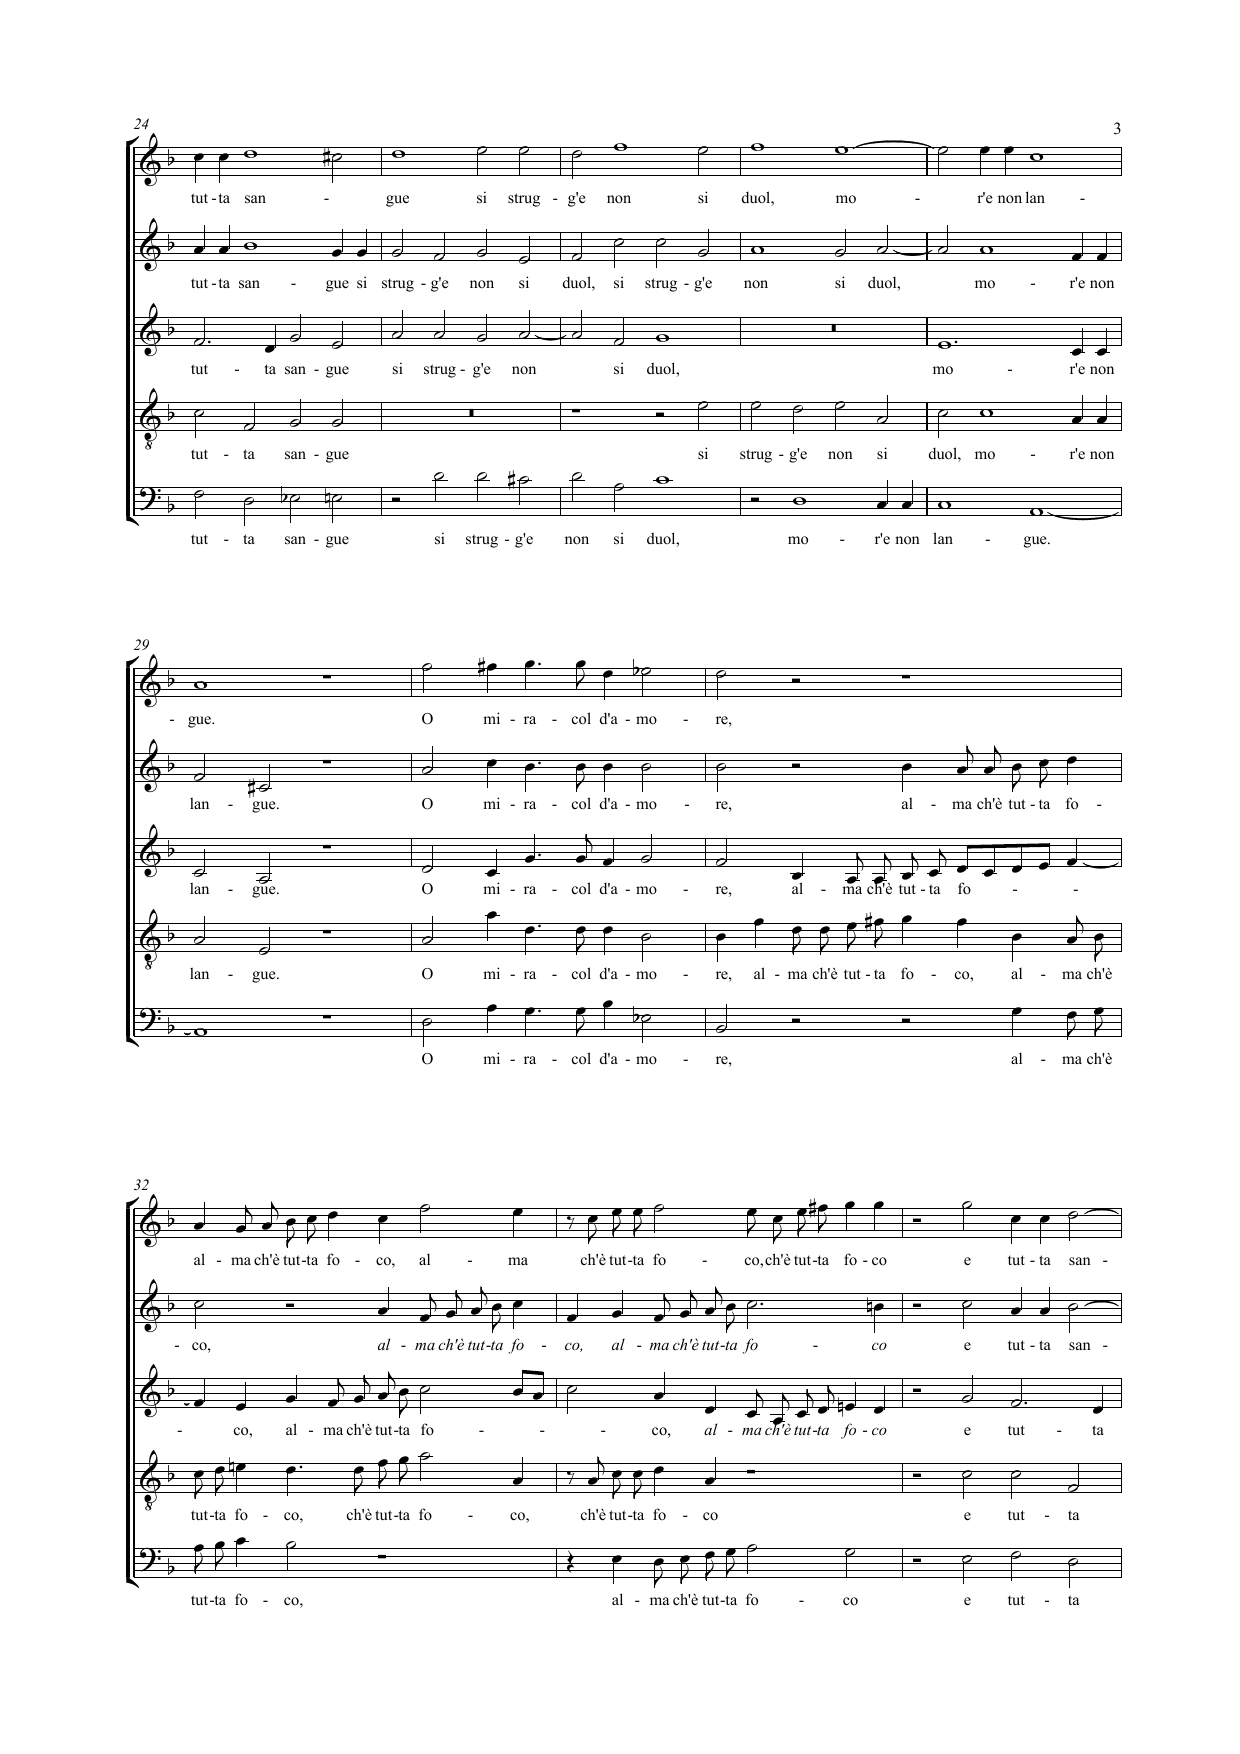 24
3
tut - ta san - gue si strug - g'e non si duol, mo - r'e non lan -
tut - ta san - gue si strug - g'e non si duol, si strug - g'e non si duol, mo - r'e non
tut - ta san - gue si strug - g'e non si duol, mo - r'e non
tut - ta san - gue si strug - g'e non si duol, mo - r'e non
tut - ta san - gue si strug - g'e non si duol, mo - r'e non lan - gue.
29
- gue. O mi - ra - col d'a - mo - re,
lan - gue. O mi - ra - col d'a - mo - re, al - ma ch'è tut - ta fo -
lan - gue. O mi - ra - col d'a - mo - re, al - ma ch'è tut - ta fo - -
lan - gue. O mi - ra - col d'a - mo - re, al - ma ch'è tut - ta fo - co, al - ma ch'è
O mi - ra - col d'a - mo - re, al - ma ch'è
32
al - ma ch'è tut - ta fo - co, al - ma ch'è tut - ta fo - co, ch'è tut - ta fo - co e tut - ta san -
- co, al - ma ch'è tut - ta fo - co, al - ma ch'è tut - ta fo - co e tut - ta san -
- co, al - ma ch'è tut - ta fo - - - co, al - ma ch'è tut - ta fo - co e tut - ta
tut - ta fo - co, ch'è tut - ta fo - co, ch'è tut - ta fo - co e tut - ta
tut - ta fo - co, al - ma ch'è tut - ta fo - co e tut - ta